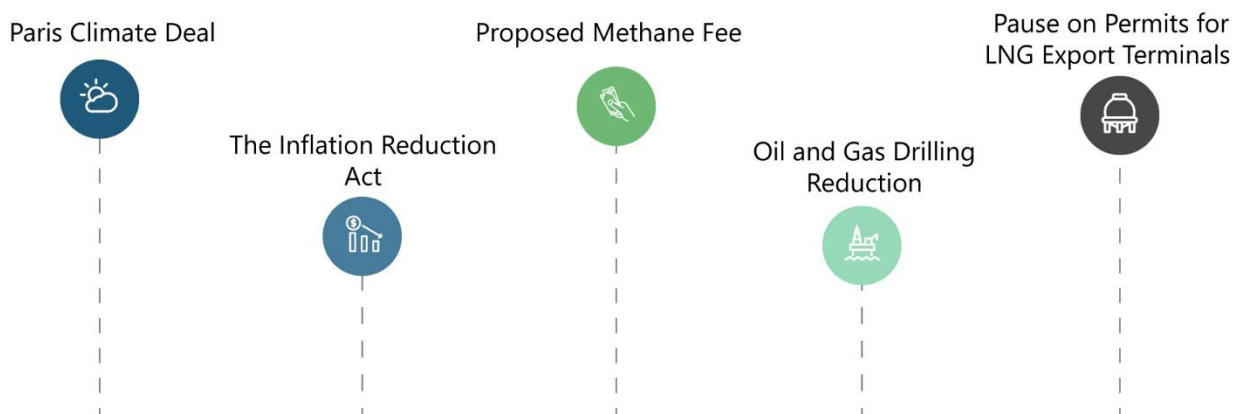 Paris Climate Deal
The Inflation Reduction
Act
Proposed Methane Fee
Oil and Gas Drilling
Reduction
Pause on Permits for
LNG Export Terminals